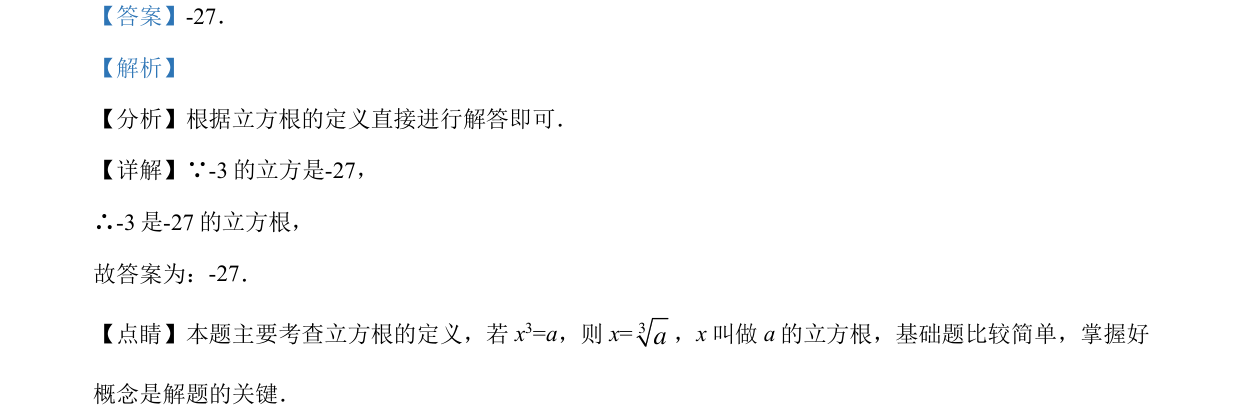 【答案】-27．
【解析】
【分析】根据立方根的定义直接进行解答即可．
【详解】∵-3 的立方是-27，
∴-3 是-27 的立方根，
故答案为：-27．
【点睛】本题主要考查立方根的定义，若 x³=a，则 x=∛a，x 叫做 a 的立方根，基础题比较简单，掌握好
概念是解题的关键．